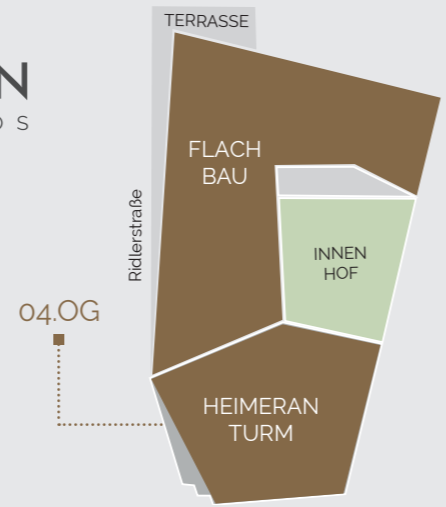 TERRASSE
N
O S
FLACH
BAU
Ridlerstraße
INNEN
HOF
04.OG
HEIMERAN
TURM